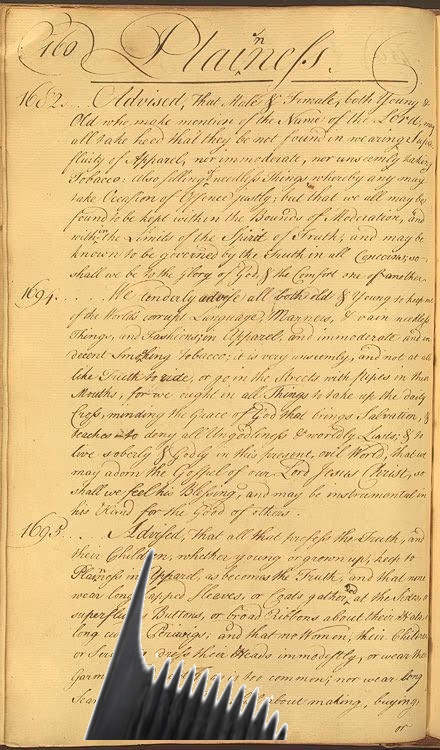 160 Plainness.
1682... Advised, That Male & Female, both Young &
Old who make mention of the Name of the Lord, may
all take heed that they be not found in wearing Supe
fluity of Apparel, nor immoderate, nor unseemly taking
Tobacco: also selling needless Things whereby any may
take Occasion of Offence justly; but that we all may be
found to be kept within the Bounds of Moderation, and
within the Limits of the Spirit of Truth; and may be
known to be governed by the Truth in all Concerns, so
shall we be to the Glory of God, & the Comfort one of another.
1694.... We tenderly advise all both old & Young to keep out
of the World's corrupt Language, Manners, & vain needless
Things, and Fashions, in Apparel, and immoderate and in
decent Smoking Tobacco; it is very unseemly, and not at all
like Truth to ride, or go in the Streets with pipes in their
Mouths, for we ought in all Things to take up the daily
Cross, minding the Grace of God that brings Salvation, &
teaches to deny all Ungodliness & worldly Lusts, & to
live soberly & Godly in this present, evil World, that we
may adorn the Gospel of our Lord Jesus Christ, so
shall we feel his Blessing, and may be instrumental in
his Hand for the Good of others.
1695... Advised, that all that profess the Truth, and
their Children, whether young or grown up, keep to
Plainness in Apparel, as becomes the Truth, and that none
wear long lapped Sleeves, or Coats gather'd at the Sides, or
superfluous Buttons, or broad Ribbons about their Hats, or
long and that no Women, their Children
or dress their Heads immodestly, or wear their
is too common; nor wear long
about making, buying,
or